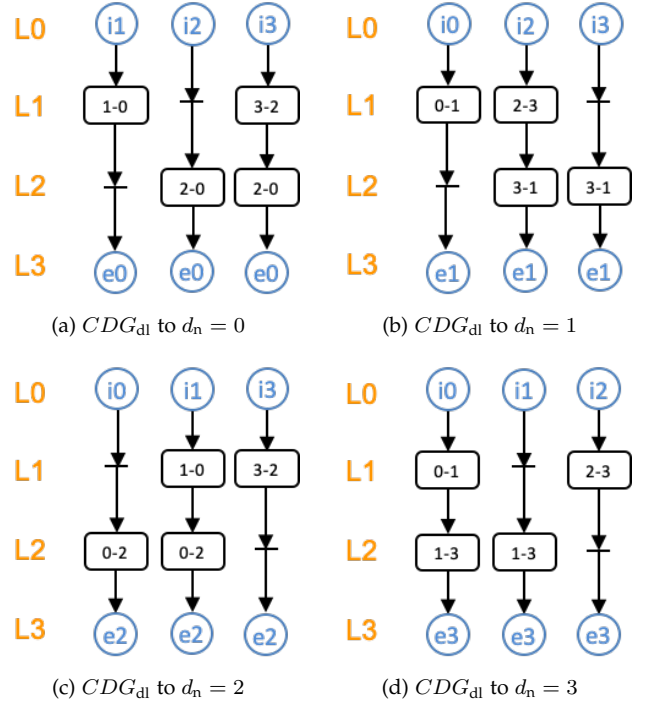 L0 i1 i2 i3
L1 1-0 3-2
L2 2-0 2-0
L3 e0 e0 e0
(a) CDG_dl to d_n = 0
L0 i0 i2 i3
L1 0-1 2-3
L2 3-1 3-1
L3 e1 e1 e1
(b) CDG_dl to d_n = 1
L0 i0 i1 i3
L1 1-0 3-2
L2 0-2 0-2
L3 e2 e2 e2
(c) CDG_dl to d_n = 2
L0 i0 i1 i2
L1 0-1 2-3
L2 1-3 1-3
L3 e3 e3 e3
(d) CDG_dl to d_n = 3